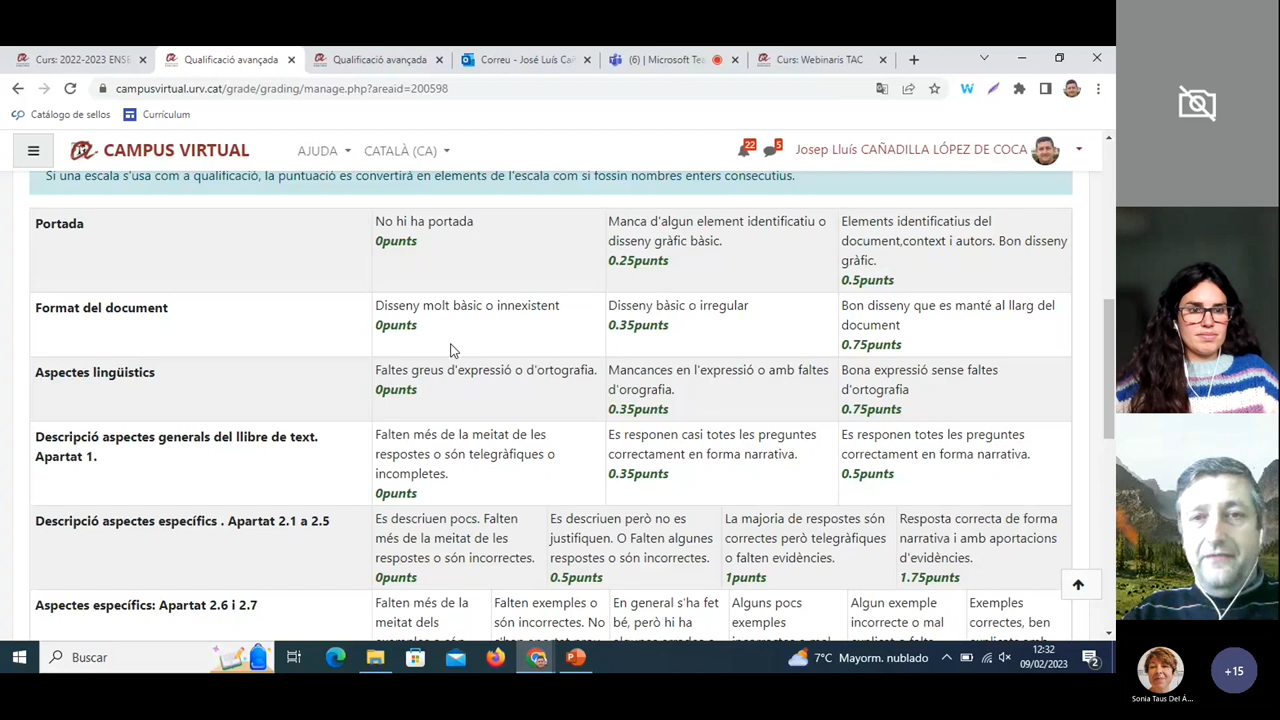 Curs: 2022-2023 ENSE
Qualificació avançada
Qualificació avançada
Correu - José Luís Ca
(6) | Microsoft Tea
Curs: Webinaris TAC
campusvirtual.urv.cat/grade/grading/manage.php?areaid=200598
Catálogo de sellos
Currículum
CAMPUS VIRTUAL
AJUDA
CATALÀ (CA)
22
5
Josep Lluís CAÑADILLA LÓPEZ DE COCA
Si una escala s'usa com a qualificació, la puntuació es convertirà en elements de l'escala com si fossin nombres enters consecutius.
Portada
No hi ha portada
0punts
Manca d'algun element identificatiu o
disseny gràfic bàsic.
0.25punts
Elements identificatius del
document,context i autors. Bon disseny
gràfic.
0.5punts
Format del document
Disseny molt bàsic o innexistent
0punts
Disseny bàsic o irregular
0.35punts
Bon disseny que es manté al llarg del
document
0.75punts
Aspectes lingüistics
Faltes greus d'expressió o d'ortografia.
0punts
Mancances en l'expressió o amb faltes
d'orografia.
0.35punts
Bona expressió sense faltes
d'ortografia
0.75punts
Descripció aspectes generals del llibre de text.
Apartat 1.
Falten més de la meitat de les
respostes o són telegràfiques o
incompletes.
0punts
Es responen casi totes les preguntes
correctament en forma narrativa.
0.35punts
Es responen totes les preguntes
correctament en forma narrativa.
0.5punts
Descripció aspectes específics . Apartat 2.1 a 2.5
Es descriuen pocs. Falten
més de la meitat de les
respostes o són incorrectes.
0punts
Es descriuen però no es
justifiquen. O Falten algunes
respostes o són incorrectes.
0.5punts
La majoria de respostes són
correctes però telegràfiques
o falten evidències.
1punts
Resposta correcta de forma
narrativa i amb aportacions
d'evidències.
1.75punts
Aspectes específics: Apartat 2.6 i 2.7
Falten més de la
meitat dels
Falten exemples o
són incorrectes. No
En general s'ha fet
bé, però hi ha
Alguns pocs
exemples
Algun exemple
incorrecte o mal
Exemples
correctes, ben
Buscar
7°C Mayorm. nublado
12:32
09/02/2023
2
Sonia Taus Del Á...
+15